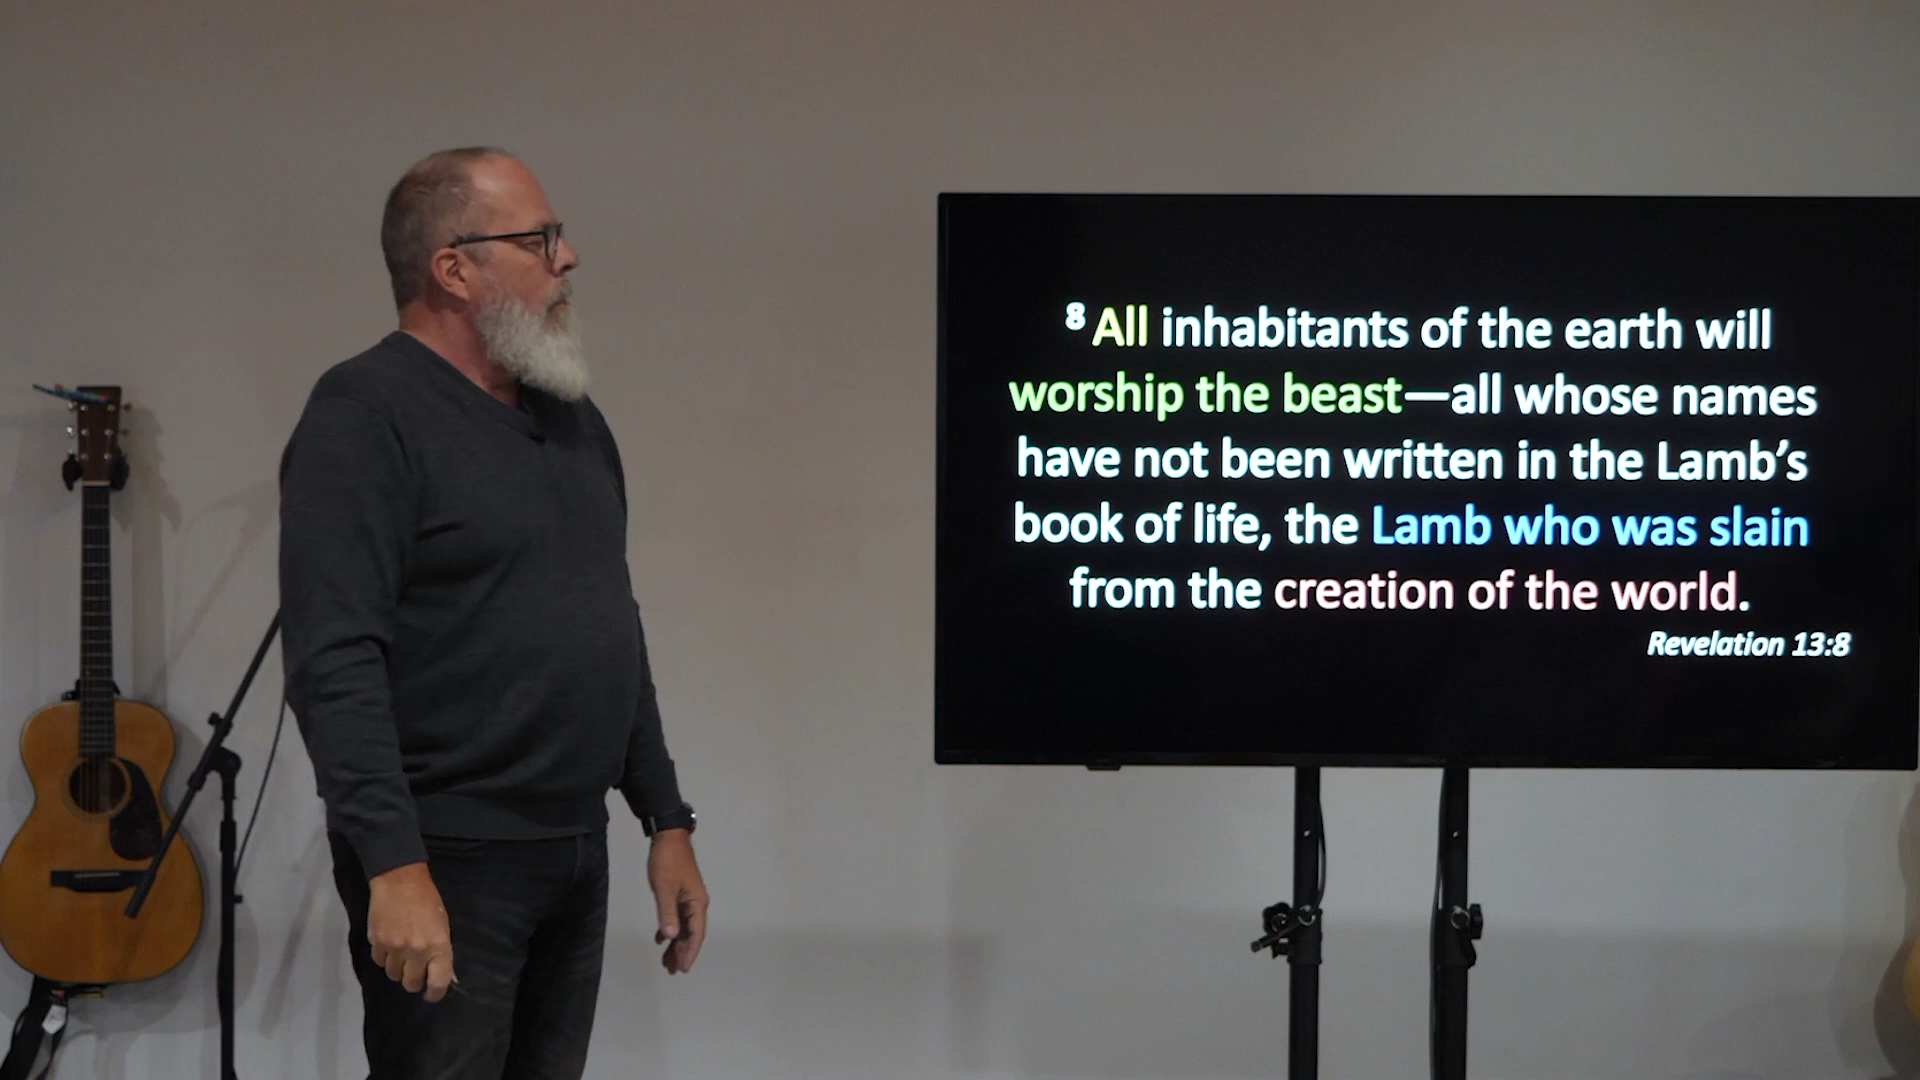 8 All inhabitants of the earth will
worship the beast—all whose names
have not been written in the Lamb’s
book of life, the Lamb who was slain
from the creation of the world.
Revelation 13:8